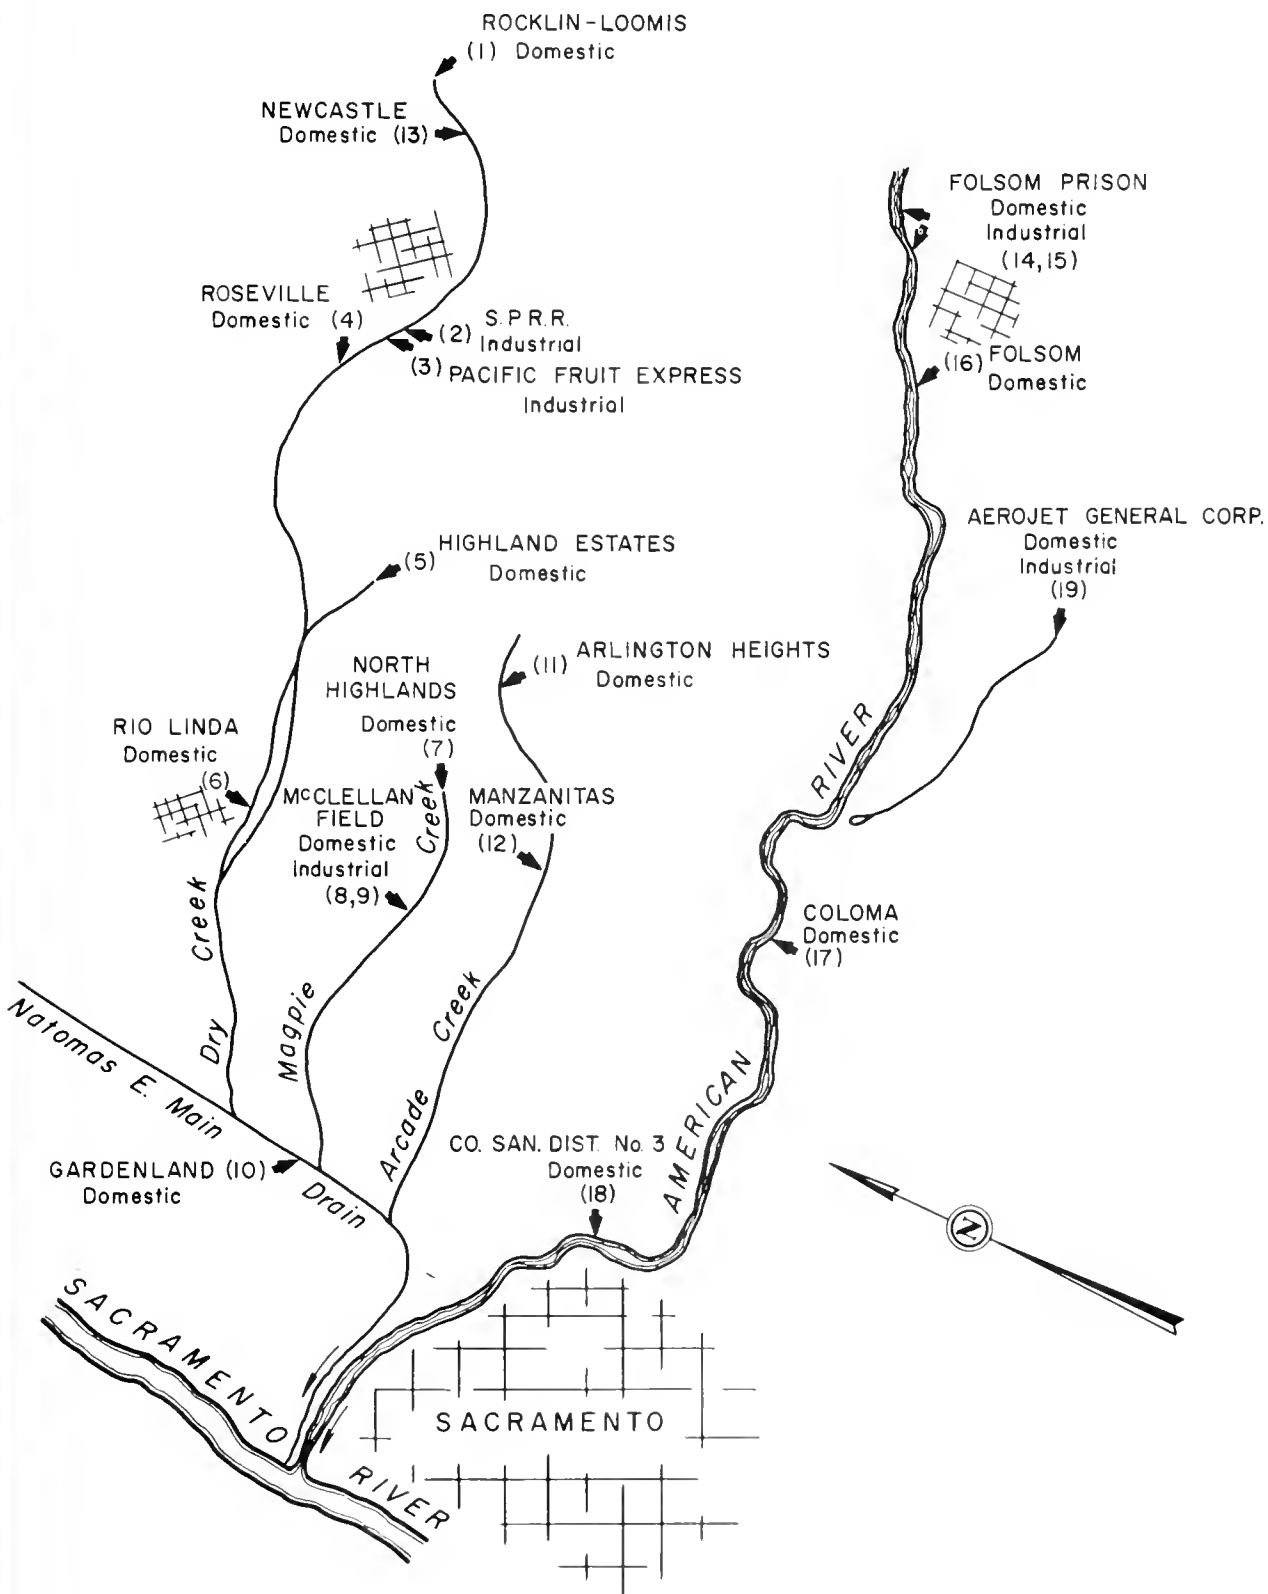 ROCKLIN-LOOMIS
(1) Domestic
NEWCASTLE
Domestic (13)
FOLSOM PRISON
Domestic
Industrial
(14,15)
ROSEVILLE
Domestic (4)
(2) S.P.R.R.
Industrial
(3) PACIFIC FRUIT EXPRESS
Industrial
(16) FOLSOM
Domestic
AEROJET GENERAL CORP.
Domestic
Industrial
(19)
(5) HIGHLAND ESTATES
Domestic
(11) ARLINGTON HEIGHTS
Domestic
NORTH
HIGHLANDS
Domestic
(7)
RIO LINDA
Domestic
(6)
McCLELLAN
FIELD
Domestic
Industrial
(8,9)
MANZANITAS
Domestic
(12)
COLOMA
Domestic
(17)
Dry Creek
Magpie Creek
Arcade Creek
AMERICAN RIVER
Natomas E. Main Drain
GARDENLAND (10)
Domestic
CO. SAN. DIST. No. 3
Domestic
(18)
N
SACRAMENTO RIVER
SACRAMENTO